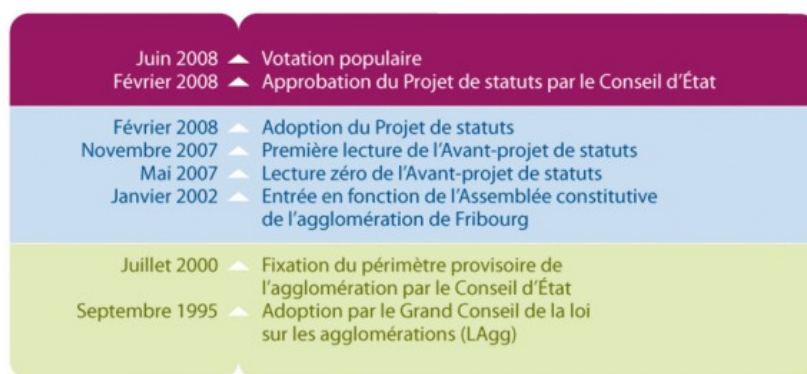 Juin 2008 Votation populaire
Février 2008 Approbation du Projet de statuts par le Conseil d'État
Février 2008 Adoption du Projet de statuts
Novembre 2007 Première lecture de l'Avant-projet de statuts
Mai 2007 Lecture zéro de l'Avant-projet de statuts
Janvier 2002 Entrée en fonction de l'Assemblée constitutive
de l'agglomération de Fribourg
Juillet 2000 Fixation du périmètre provisoire de
l'agglomération par le Conseil d'État
Septembre 1995 Adoption par le Grand Conseil de la loi
sur les agglomérations (LAgg)